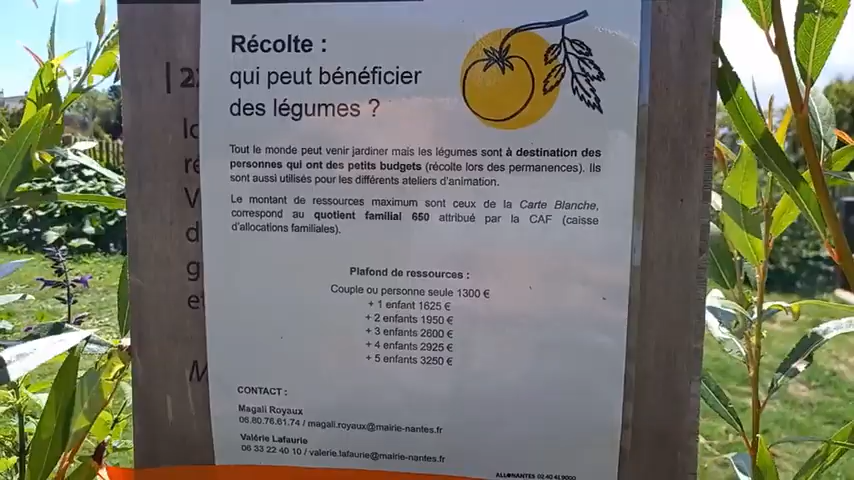 Récolte :
qui peut bénéficier
des légumes ?
Tout le monde peut venir jardiner mais les légumes sont à destination des
personnes qui ont des petits budgets (récolte lors des permanences). Ils
sont aussi utilisés pour les différents ateliers d'animation.
Le montant de ressources maximum sont ceux de la Carte Blanche,
correspond au quotient familial 650 attribué par la CAF (caisse
d'allocations familiales).
Plafond de ressources :
Couple ou personne seule 1300 €
+ 1 enfant 1625 €
+ 2 enfants 1950 €
+ 3 enfants 2600 €
+ 4 enfants 2925 €
+ 5 enfants 3250 €
CONTACT :
Magali Royaux
06.80.76.61.74 / magali.royaux@mairie-nantes.fr
Valérie Lafaurie
06 33 22 40 10 / valerie.lafaurie@mairie-nantes.fr
ALLONANTES 02 40 41 9000